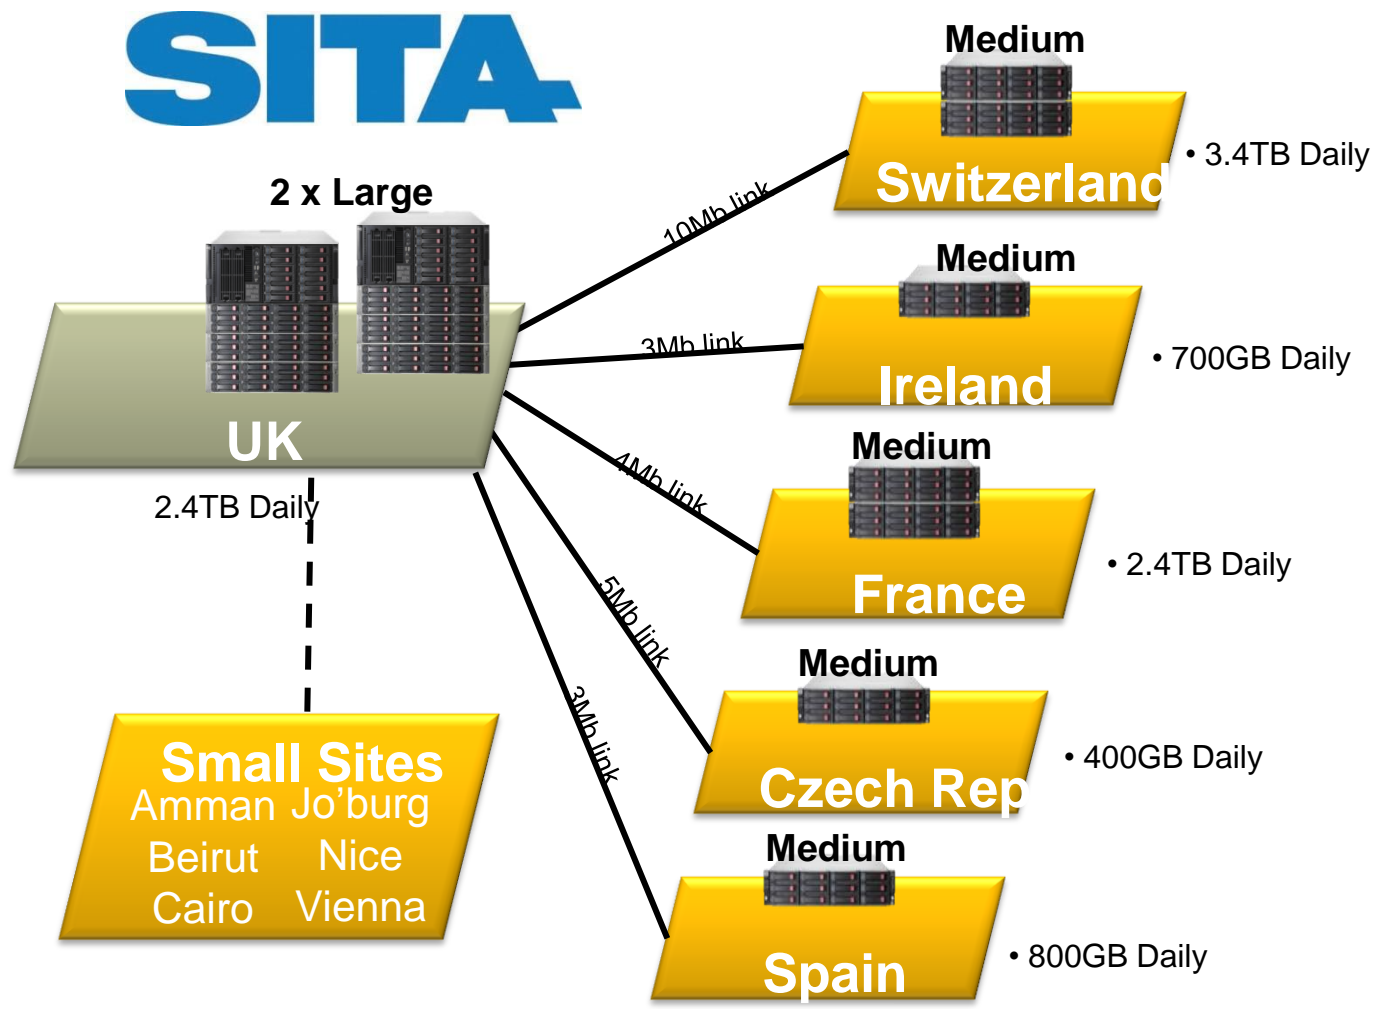 SITA
Medium
Switzerland
• 3.4TB Daily
2 x Large
10Mb link
Medium
Ireland
• 700GB Daily
3Mb link
UK
2.4TB Daily
Medium
France
• 2.4TB Daily
4Mb link
5Mb link
Medium
Czech Rep
• 400GB Daily
3Mb link
Small Sites
Amman Jo’burg
Beirut Nice
Cairo Vienna
Medium
Spain
• 800GB Daily